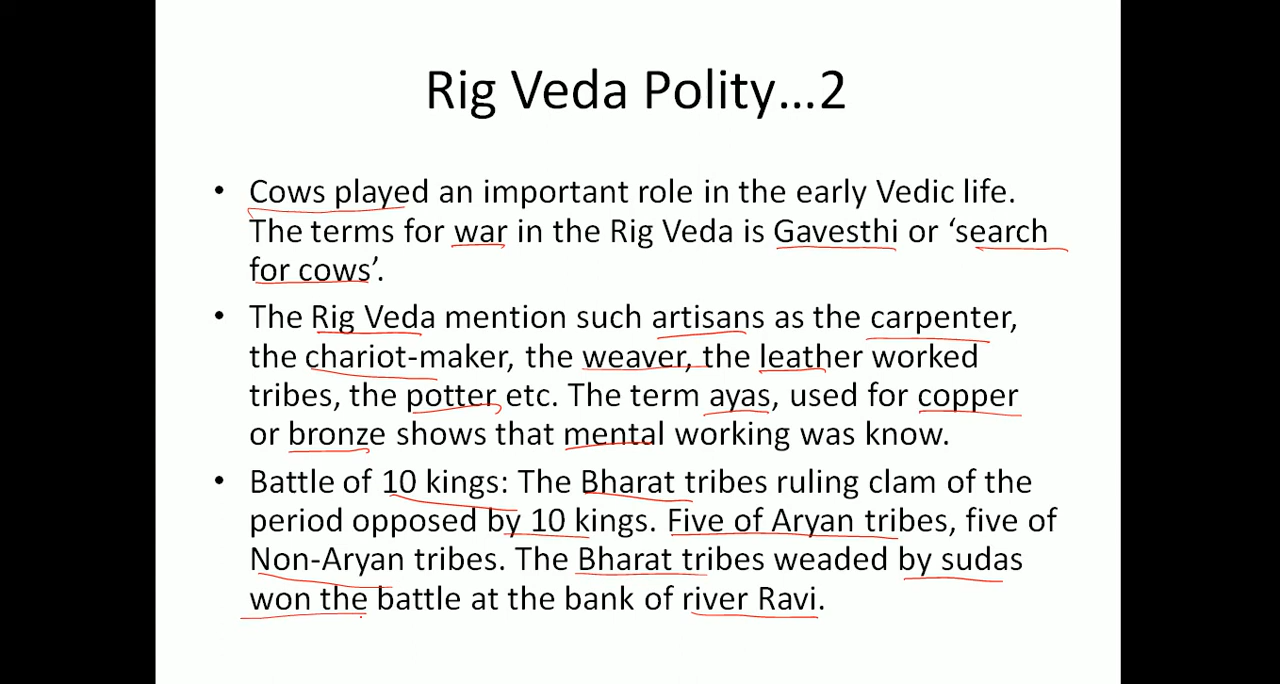 Rig Veda Polity...2
• Cows played an important role in the early Vedic life.
The terms for war in the Rig Veda is Gavesthi or ‘search
for cows’.
• The Rig Veda mention such artisans as the carpenter,
the chariot-maker, the weaver, the leather worked
tribes, the potter etc. The term ayas, used for copper
or bronze shows that mental working was know.
• Battle of 10 kings: The Bharat tribes ruling clam of the
period opposed by 10 kings. Five of Aryan tribes, five of
Non-Aryan tribes. The Bharat tribes weaded by sudas
won the battle at the bank of river Ravi.